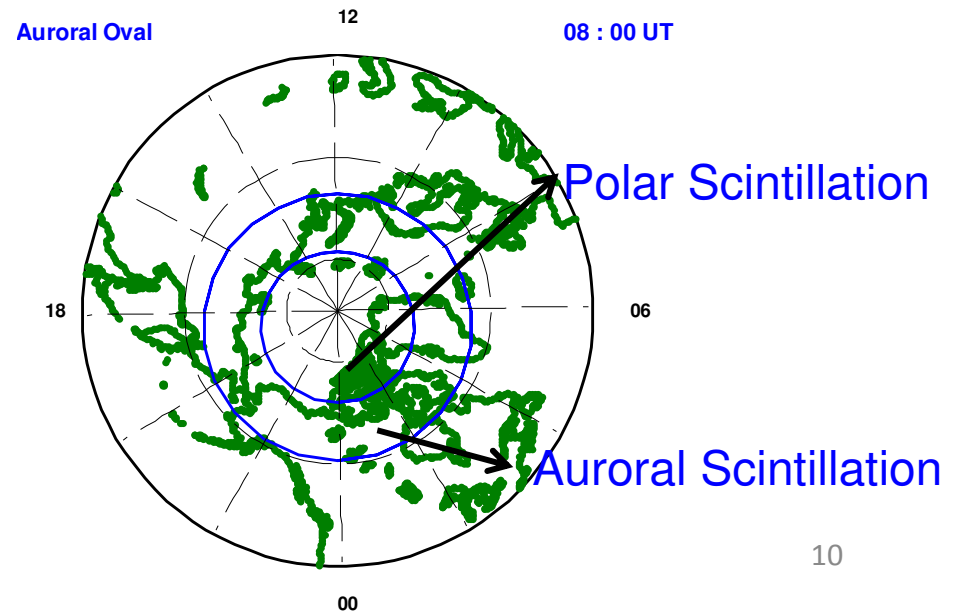 12
Auroral Oval
08 : 00 UT
Polar Scintillation
18
06
Auroral Scintillation
10
00